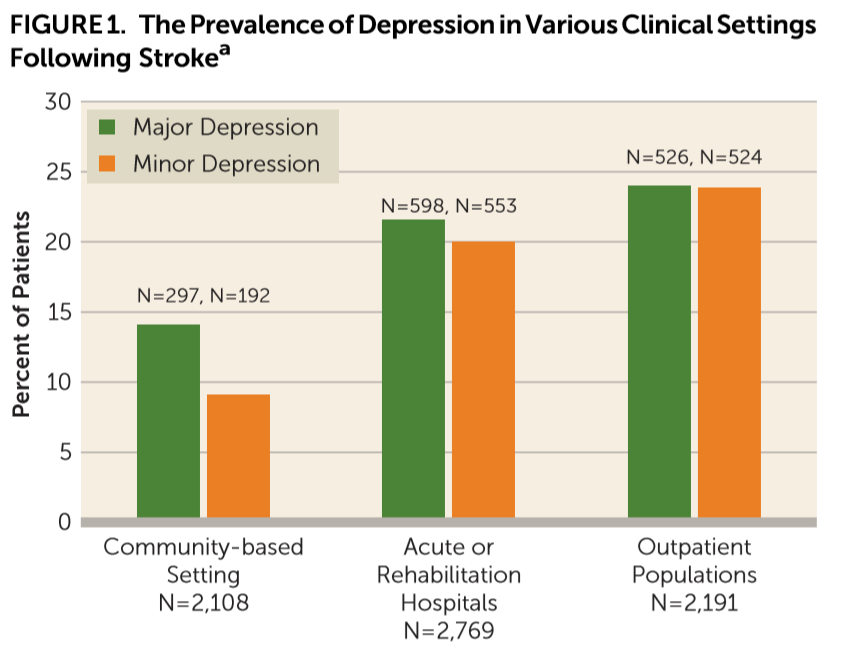 FIGURE 1. The Prevalence of Depression in Various Clinical Settings
Following Strokeᵃ
30
Major Depression
Minor Depression
25
N=526, N=524
N=598, N=553
20
N=297, N=192
15
10
5
0
Percent of Patients
Community-based
Setting
N=2,108
Acute or
Rehabilitation
Hospitals
N=2,769
Outpatient
Populations
N=2,191